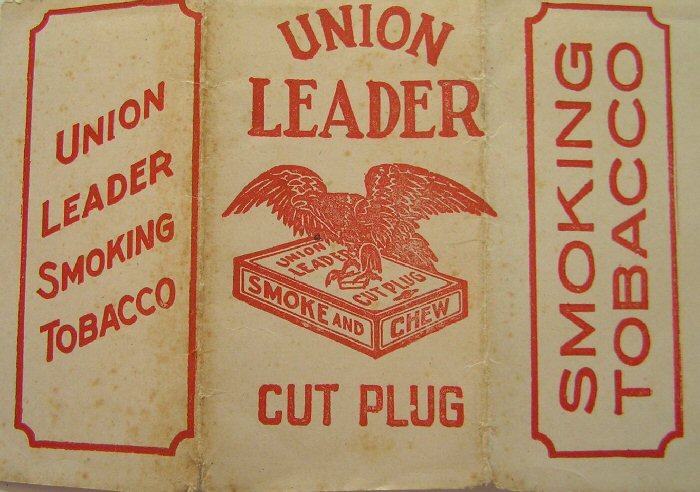 UNION
LEADER
SMOKING
TOBACCO
UNION
LEADER
UNION
LEADER
CUT PLUG
SMOKE AND
CHEW
CUT PLUG
SMOKING
TOBACCO